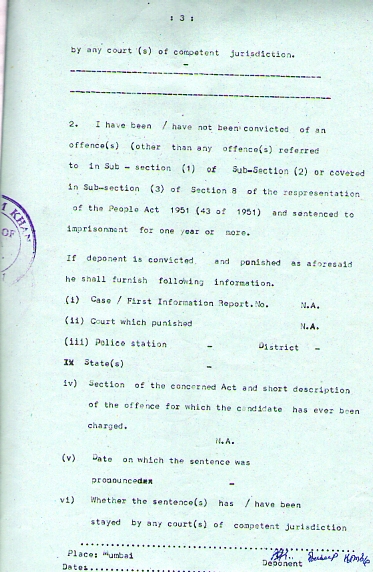 : 3 :
by any court (s) of competent jurisdiction.
2. I have been / have not been convicted of an
offence(s) (other than any offence(s) referred
to in Sub - section (1) of Sub-Section (2) or covered
in Sub-section (3) of Section 8 of the respresentation
of the People Act 1951 (43 of 1951) and sentenced to
imprisonment for one year or more.
If deponent is convicted and punished as aforesaid
he shall furnish following information.
(i) Case / First Information Report.No. N.A.
(ii) Court which punished N.A.
(iii) Police station - District -
State(s) -
iv) Section of the concerned Act and short description
of the offence for which the candidate has ever been
charged.
N.A.
(v) Date on which the sentence was
pronounced -
vi) Whether the sentence(s) has / have been
stayed by any court(s) of competent jurisdiction
Place: Mumbai
Deponent
Date:
KHAN
OF